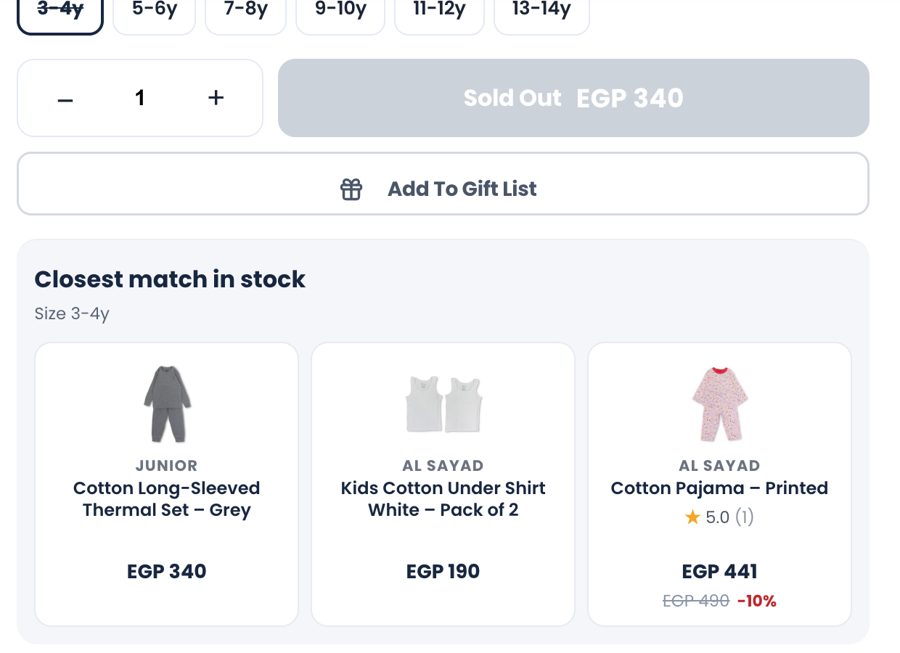 3-4y 5-6y 7-8y 9-10y 11-12y 13-14y
– 1 + Sold Out EGP 340
Add To Gift List
Closest match in stock
Size 3-4y
JUNIOR
Cotton Long-Sleeved
Thermal Set – Grey
EGP 340
AL SAYAD
Kids Cotton Under Shirt
White – Pack of 2
EGP 190
AL SAYAD
Cotton Pajama – Printed
★ 5.0 (1)
EGP 441
EGP 490 -10%